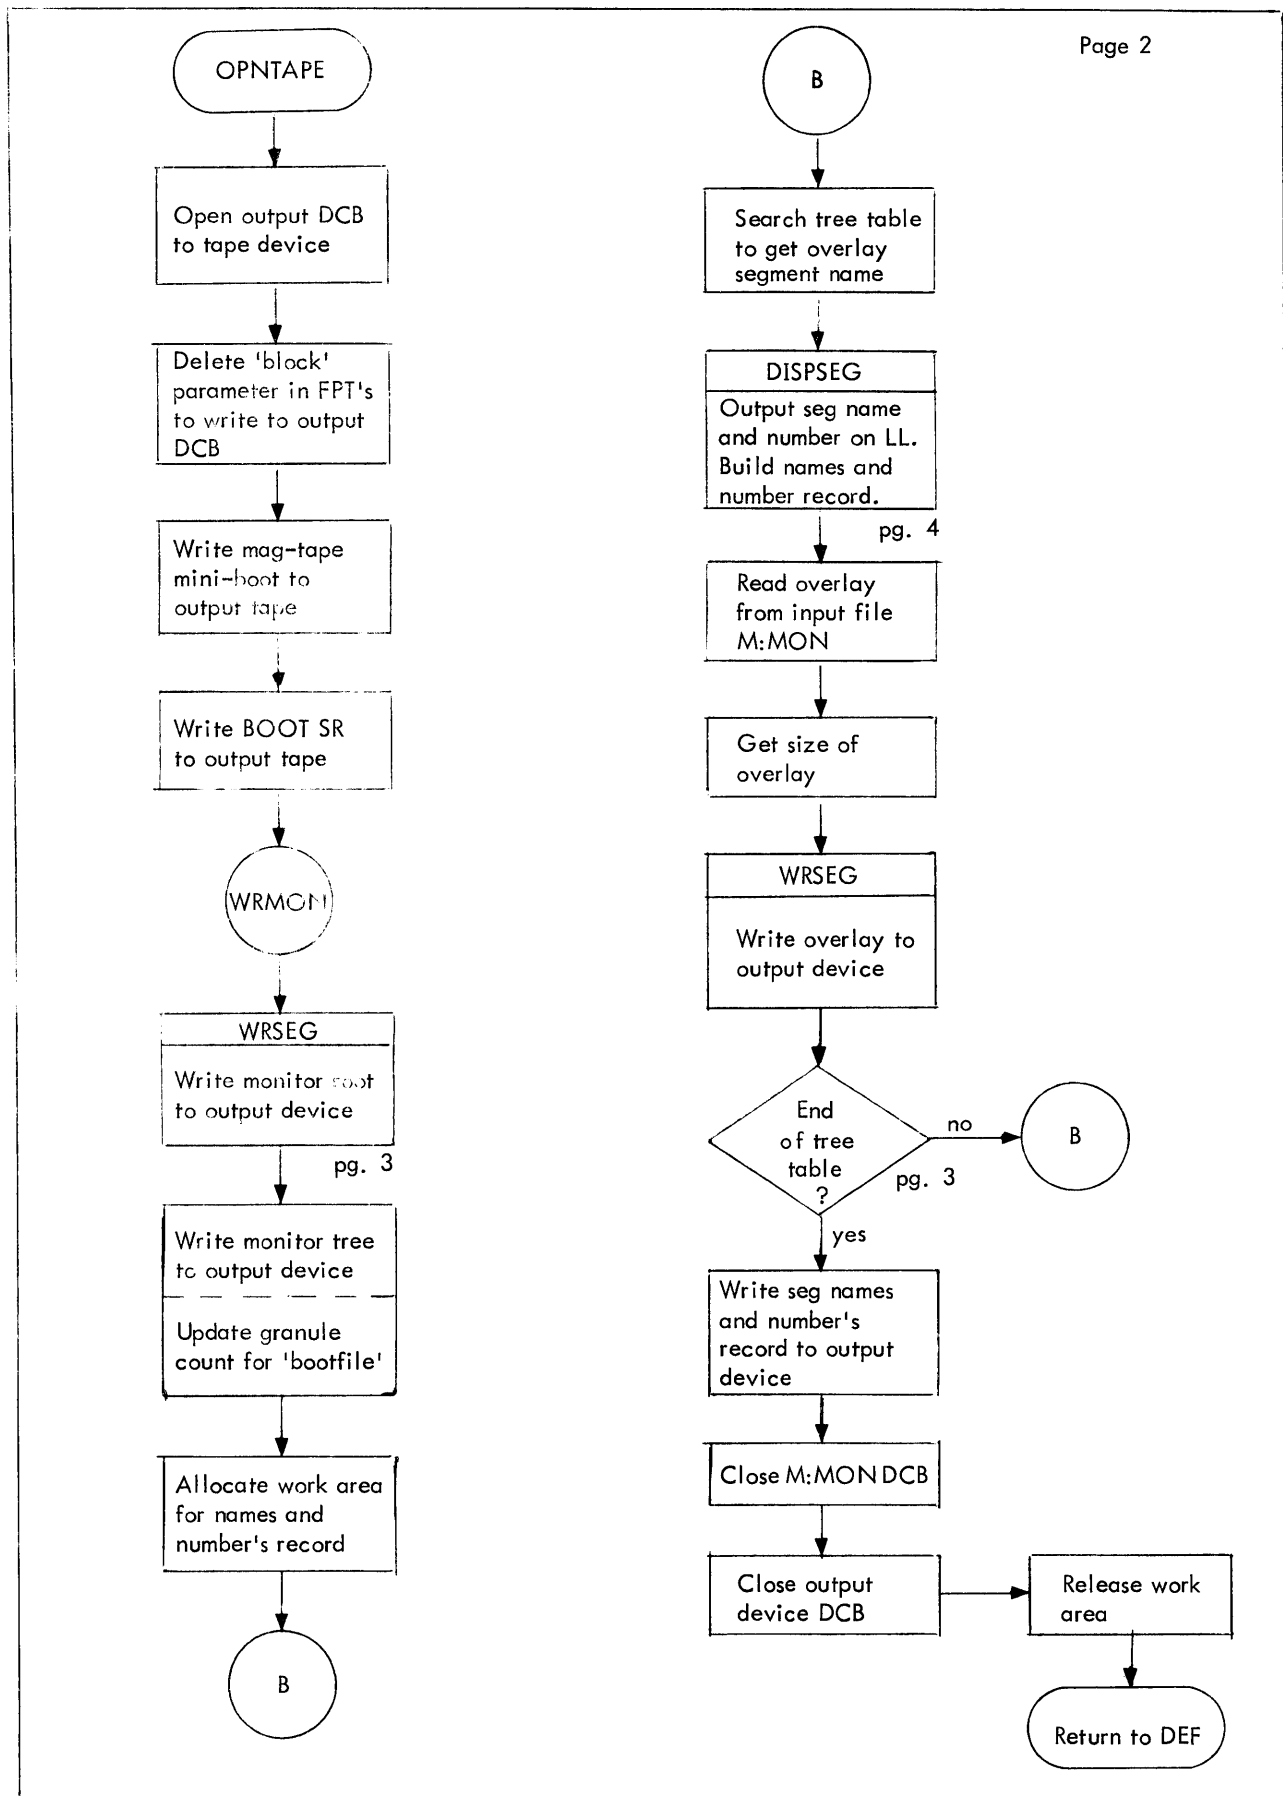 Page 2
OPNTAPE
Open output DCB
to tape device
Delete 'block'
parameter in FPT's
to write to output
DCB
Write mag-tape
mini-boot to
output tape
Write BOOT SR
to output tape
WRMON
WRSEG
Write monitor root
to output device
pg. 3
Write monitor tree
to output device
Update granule
count for 'bootfile'
Allocate work area
for names and
number's record
B
B
Search tree table
to get overlay
segment name
DISPSEG
Output seg name
and number on LL.
Build names and
number record.
pg. 4
Read overlay
from input file
M:MON
Get size of
overlay
WRSEG
Write overlay to
output device
End
of tree
table
?
pg. 3
no
B
yes
Write seg names
and number's
record to output
device
Close M:MON DCB
Close output
device DCB
Release work
area
Return to DEF